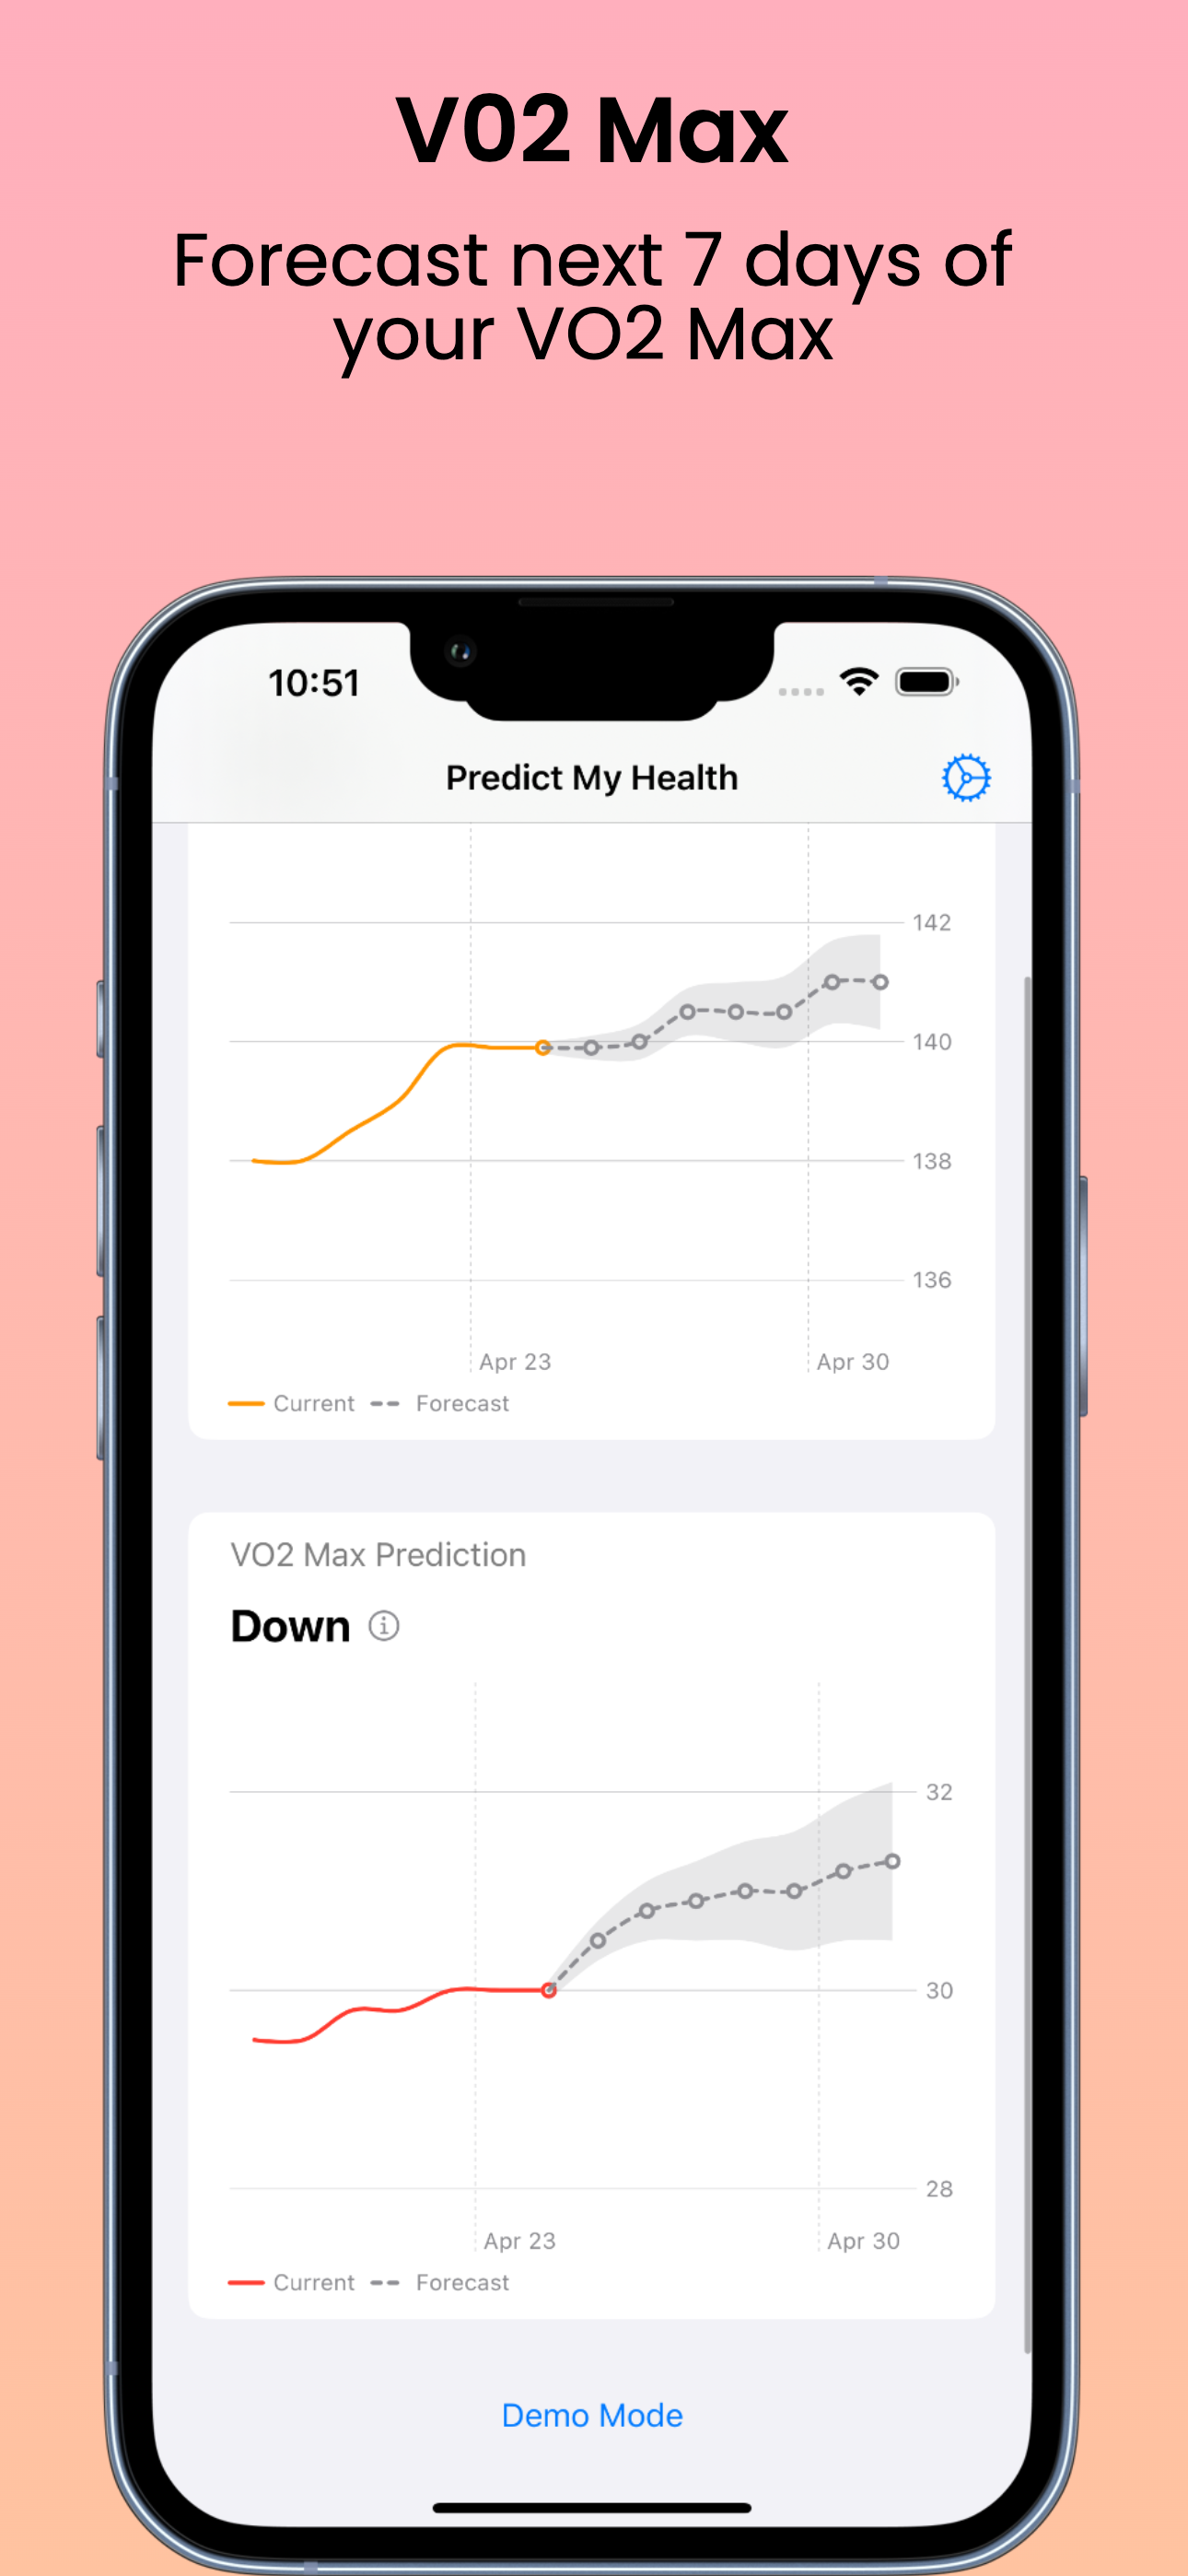 V02 Max
Forecast next 7 days of
your VO2 Max
10:51
Predict My Health
142
140
138
136
Apr 23 Apr 30
Current Forecast
VO2 Max Prediction
Down
32
30
28
Apr 23 Apr 30
Current Forecast
Demo Mode